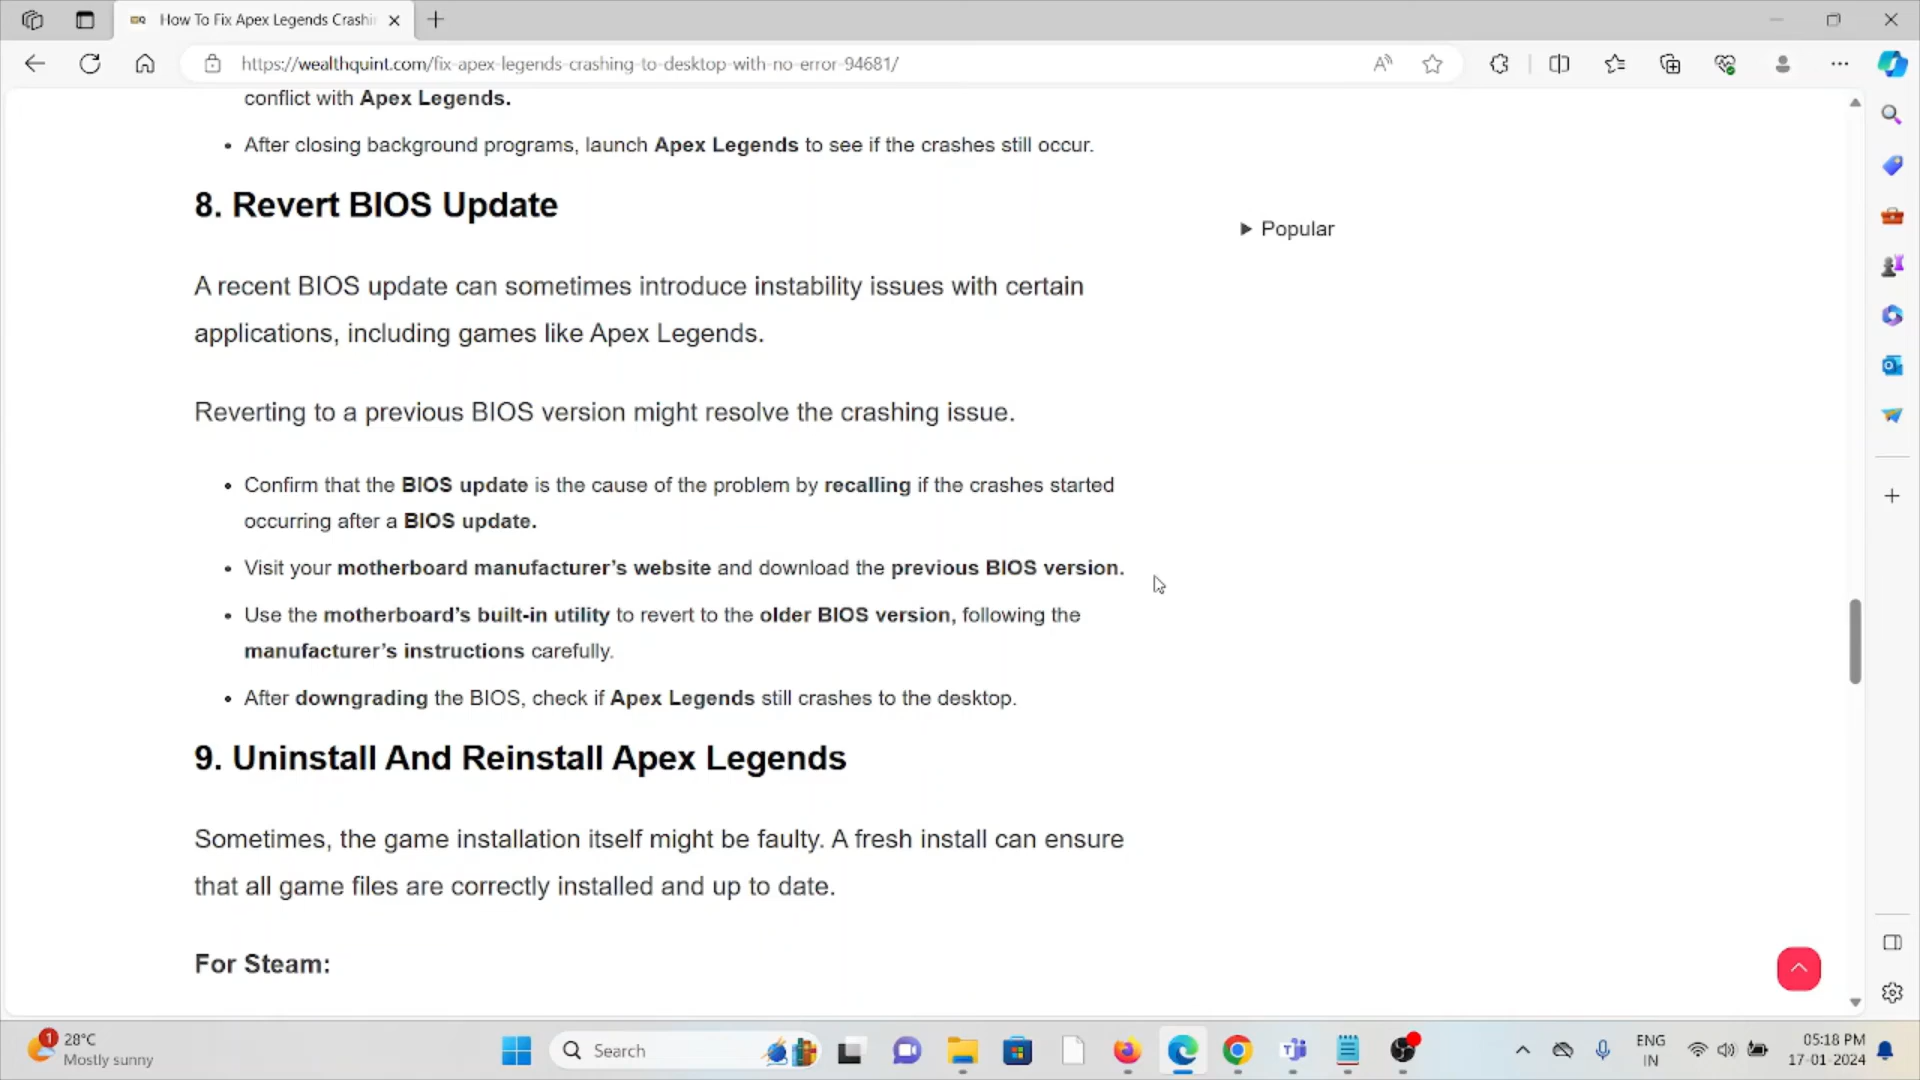 How To Fix Apex Legends Crashi
https://wealthquint.com/fix-apex-legends-crashing-to-desktop-with-no-error-94681/
conflict with Apex Legends.
• After closing background programs, launch Apex Legends to see if the crashes still occur.
8. Revert BIOS Update
Popular
A recent BIOS update can sometimes introduce instability issues with certain
applications, including games like Apex Legends.
Reverting to a previous BIOS version might resolve the crashing issue.
• Confirm that the BIOS update is the cause of the problem by recalling if the crashes started
occurring after a BIOS update.
• Visit your motherboard manufacturer's website and download the previous BIOS version.
• Use the motherboard's built-in utility to revert to the older BIOS version, following the
manufacturer's instructions carefully.
• After downgrading the BIOS, check if Apex Legends still crashes to the desktop.
9. Uninstall And Reinstall Apex Legends
Sometimes, the game installation itself might be faulty. A fresh install can ensure
that all game files are correctly installed and up to date.
For Steam:
1
28°C
Mostly sunny
Search
ENG
IN
05:18 PM
17-01-2024